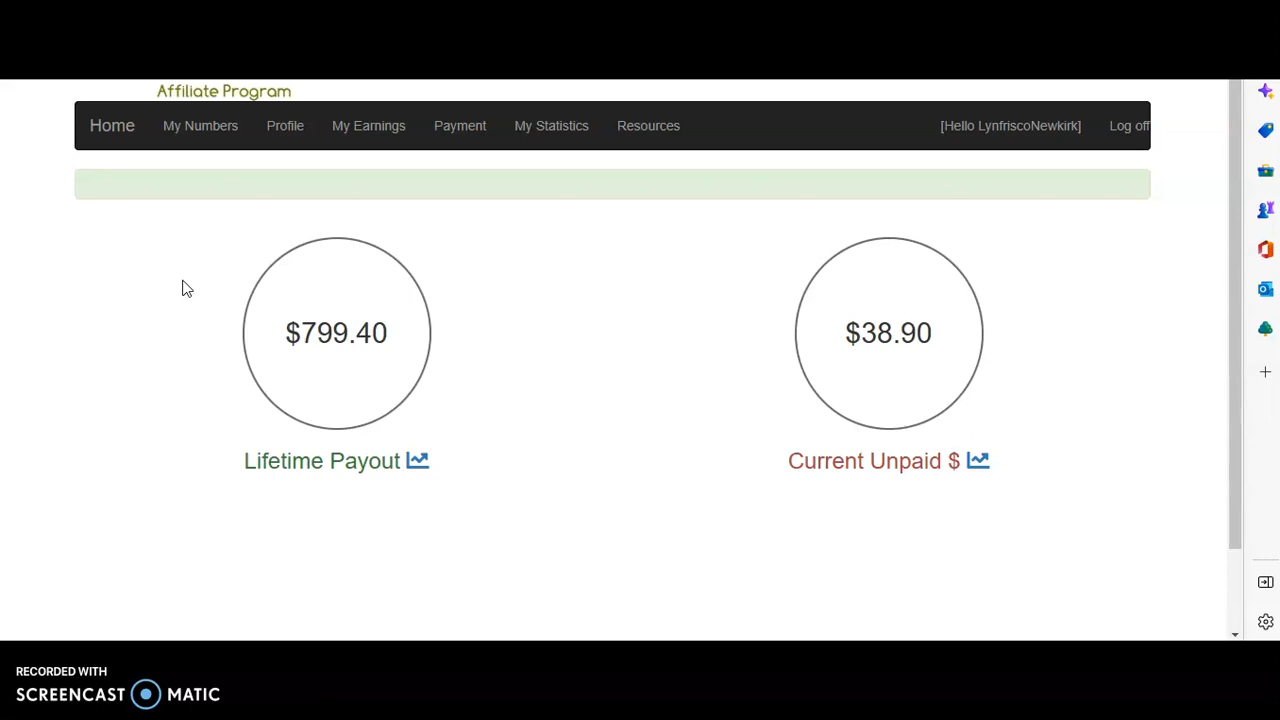 Affiliate Program
Home My Numbers Profile My Earnings Payment My Statistics Resources [Hello LynfriscoNewkirk] Log off
$799.40 $38.90
Lifetime Payout Current Unpaid $
RECORDED WITH
SCREENCAST MATIC